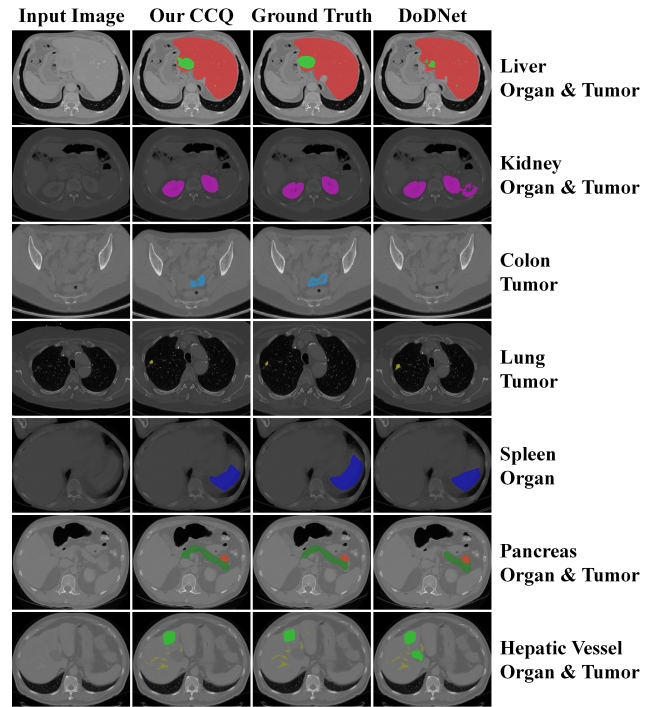 Input Image Our CCQ Ground Truth DoDNet
Liver
Organ & Tumor
Kidney
Organ & Tumor
Colon
Tumor
Lung
Tumor
Spleen
Organ
Pancreas
Organ & Tumor
Hepatic Vessel
Organ & Tumor